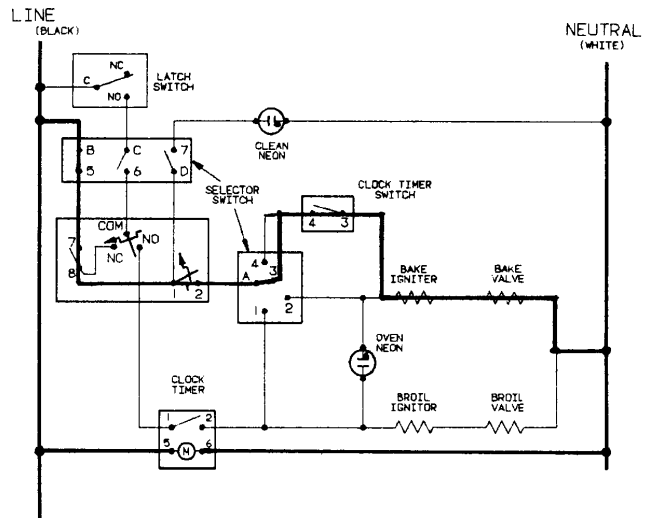 LINE
(BLACK)
NEUTRAL
(WHITE)
NC
C
NO
LATCH
SWITCH
B C 7
5 6 D
CLEAN
NEON
SELECTOR
SWITCH
CLOCK TIMER
SWITCH
4 3
COM
7 NC NO
8
1 2
4
A 3
2
1
BAKE
IGNITER
BAKE
VALVE
OVEN
NEON
CLOCK
TIMER
BROIL
IGNITOR
BROIL
VALVE
1 2
5 M 6